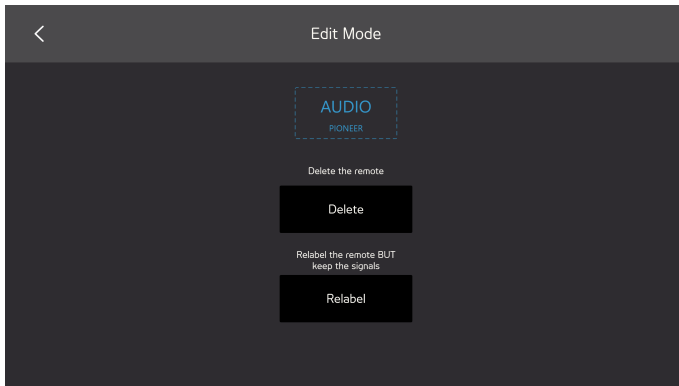 Edit Mode
AUDIO
PIONEER
Delete the remote
Delete
Relabel the remote BUT
keep the signals
Relabel